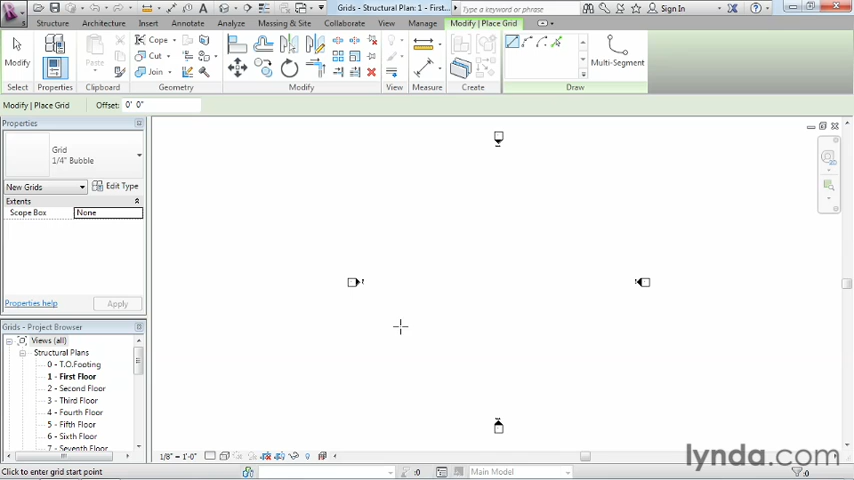 Grids - Structural Plan: 1 - First...
Type a keyword or phrase
Sign In
Structure Architecture Insert Annotate Analyze Massing & Site Collaborate View Manage Modify | Place Grid
Modify
Cope
Cut
Join
Paste
Multi-Segment
Select Properties Clipboard Geometry Modify View Measure Create Draw
Modify | Place Grid Offset: 0' 0"
Properties
Grid
1/4" Bubble
New Grids Edit Type
Extents
Scope Box None
Properties help Apply
Grids - Project Browser
Views (all)
Structural Plans
0 - T.O.Footing
1 - First Floor
2 - Second Floor
3 - Third Floor
4 - Fourth Floor
5 - Fifth Floor
6 - Sixth Floor
7 - Seventh Floor
1/8" = 1'-0"
Click to enter grid start point
:0
Main Model
:0
lynda.com